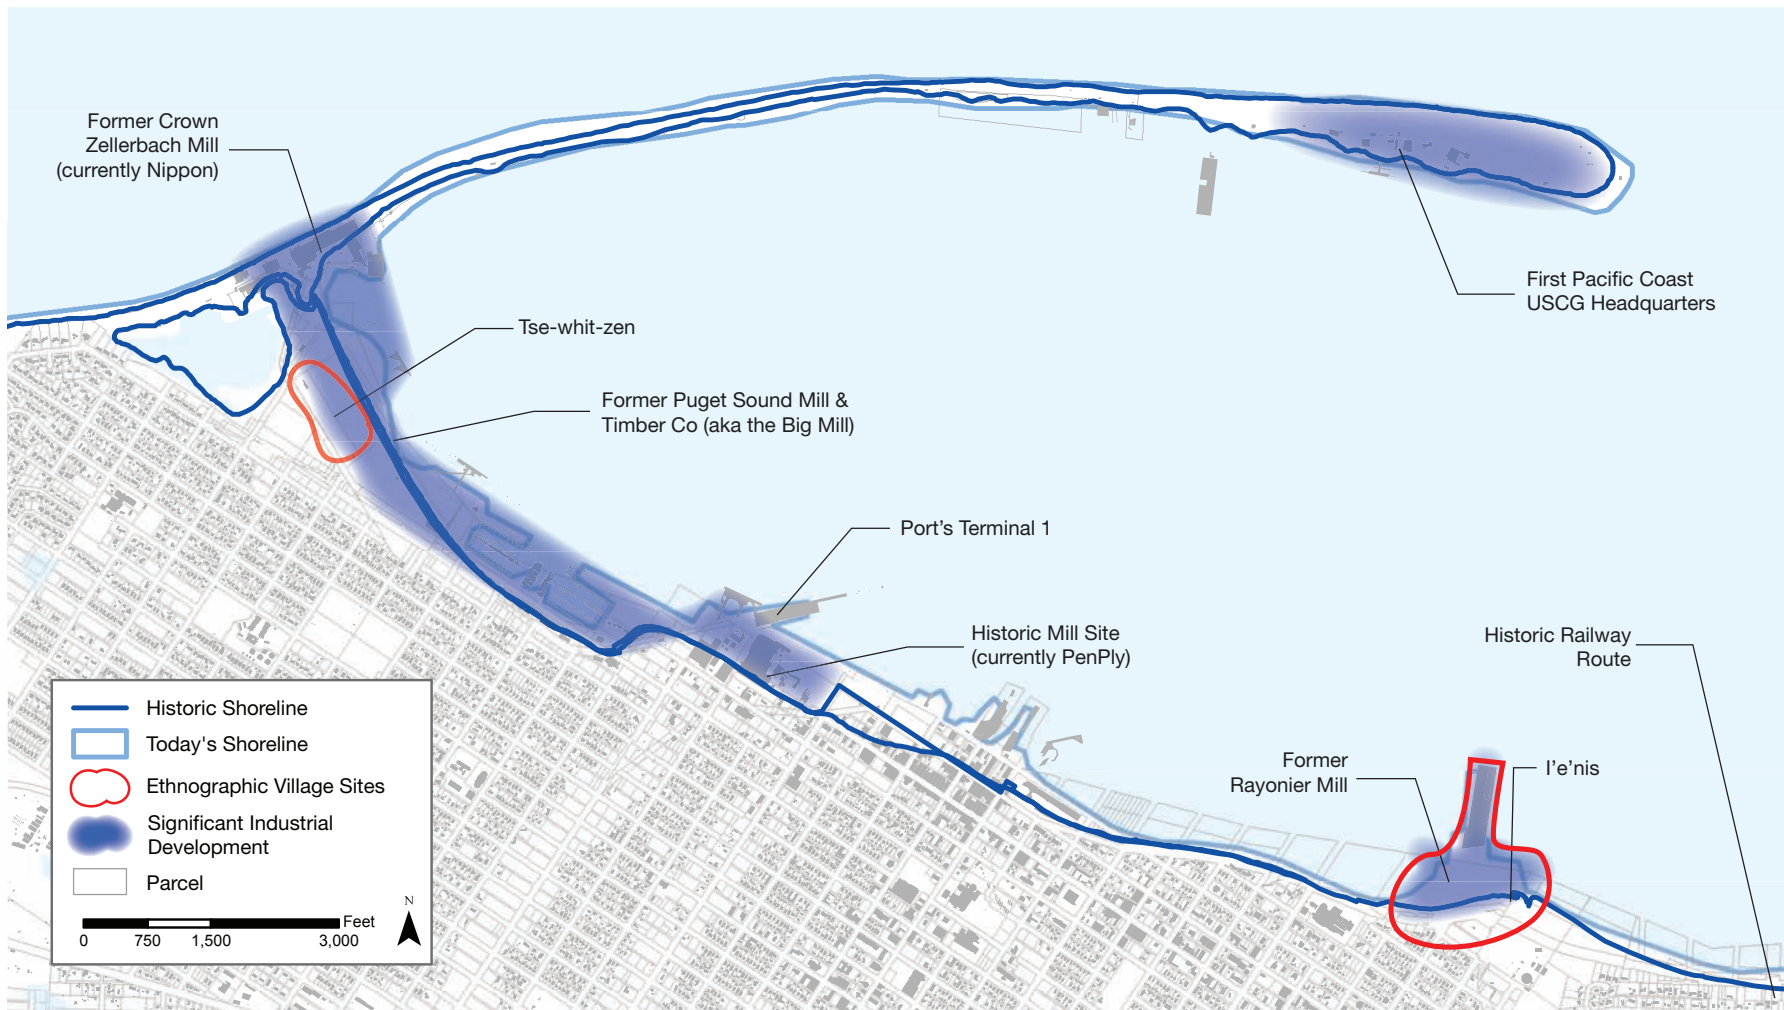 Former Crown
Zellerbach Mill
(currently Nippon)
First Pacific Coast
USCG Headquarters
Tse-whit-zen
Former Puget Sound Mill &
Timber Co (aka the Big Mill)
Port's Terminal 1
Historic Mill Site
(currently PenPly)
Historic Railway
Route
Former
Rayonier Mill
I'e'nis
Historic Shoreline
Today's Shoreline
Ethnographic Village Sites
Significant Industrial
Development
Parcel
N
Feet
0 750 1,500 3,000